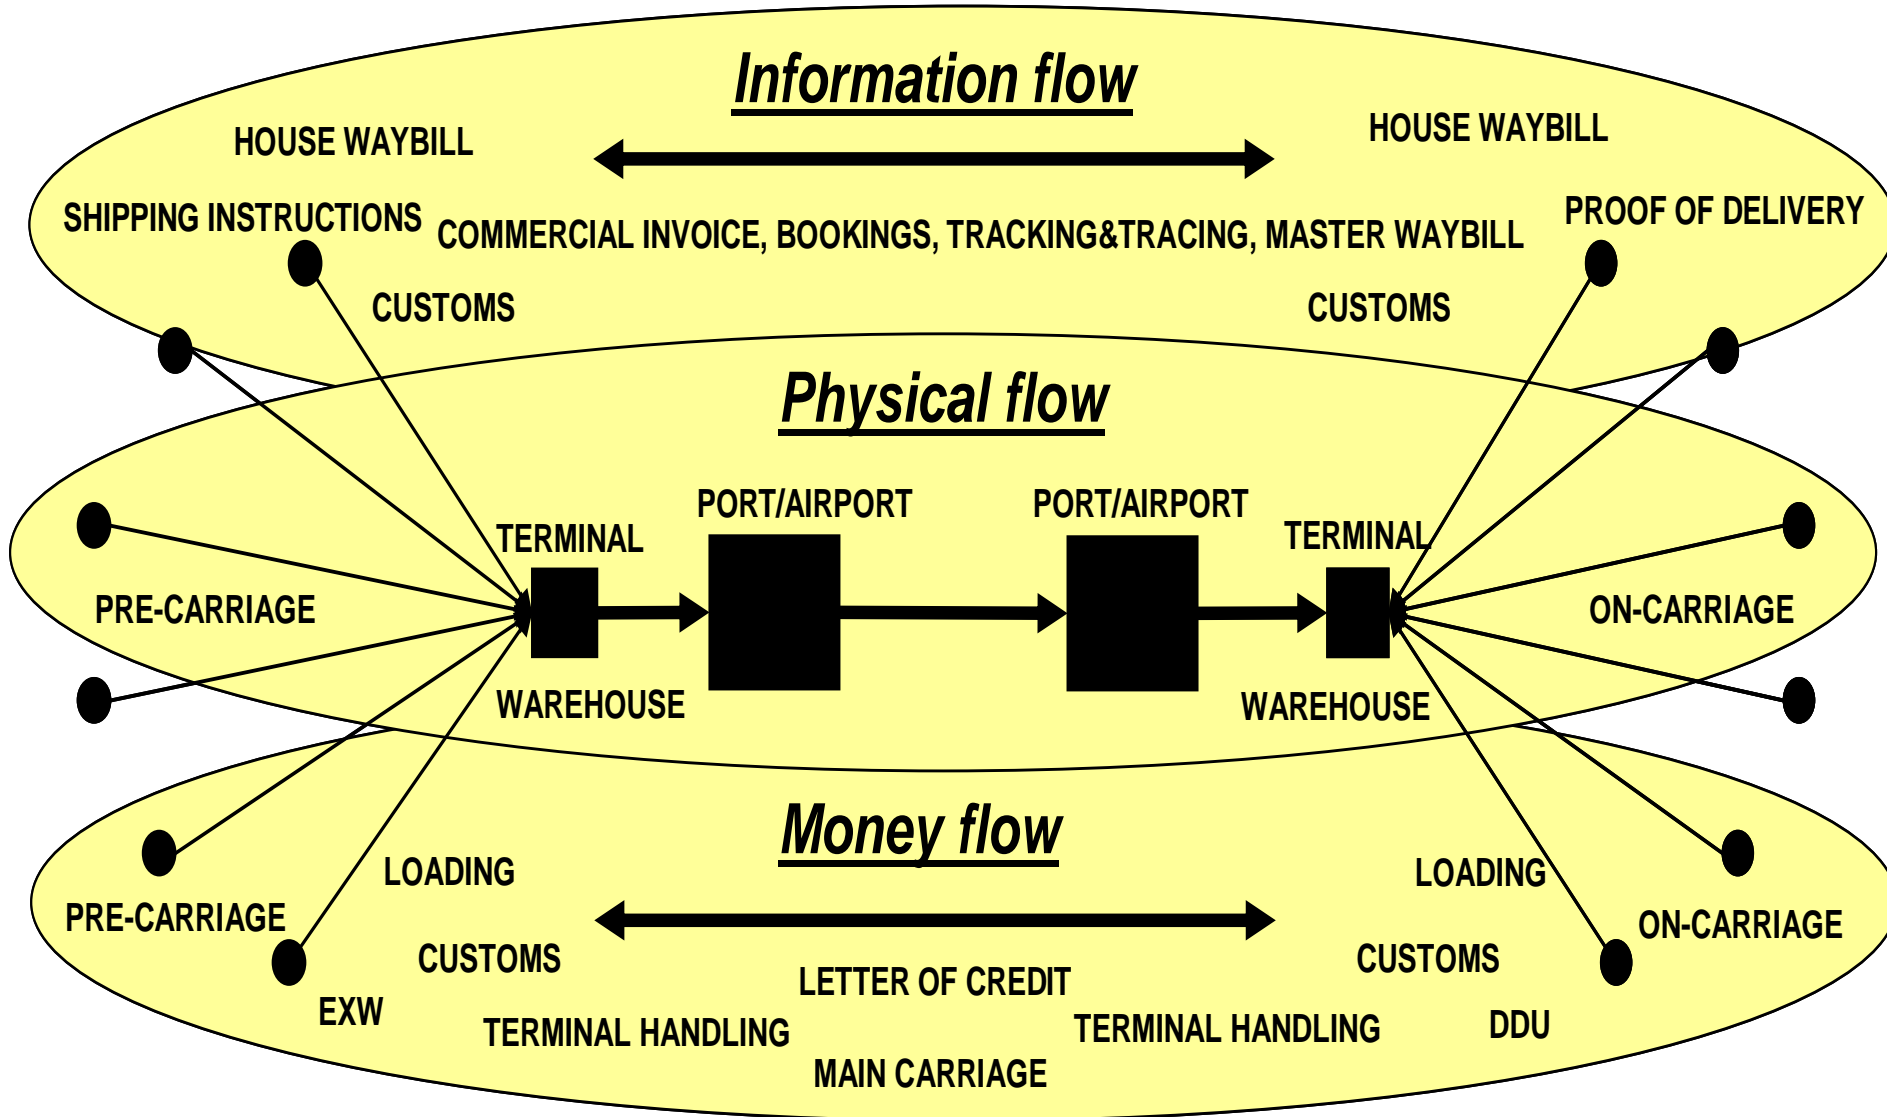 Information flow
HOUSE WAYBILL
HOUSE WAYBILL
SHIPPING INSTRUCTIONS
COMMERCIAL INVOICE, BOOKINGS, TRACKING&TRACING, MASTER WAYBILL
PROOF OF DELIVERY
CUSTOMS
CUSTOMS
Physical flow
PORT/AIRPORT
PORT/AIRPORT
TERMINAL
TERMINAL
PRE-CARRIAGE
ON-CARRIAGE
WAREHOUSE
WAREHOUSE
Money flow
LOADING
LOADING
PRE-CARRIAGE
ON-CARRIAGE
CUSTOMS
CUSTOMS
LETTER OF CREDIT
EXW
TERMINAL HANDLING
TERMINAL HANDLING
DDU
MAIN CARRIAGE